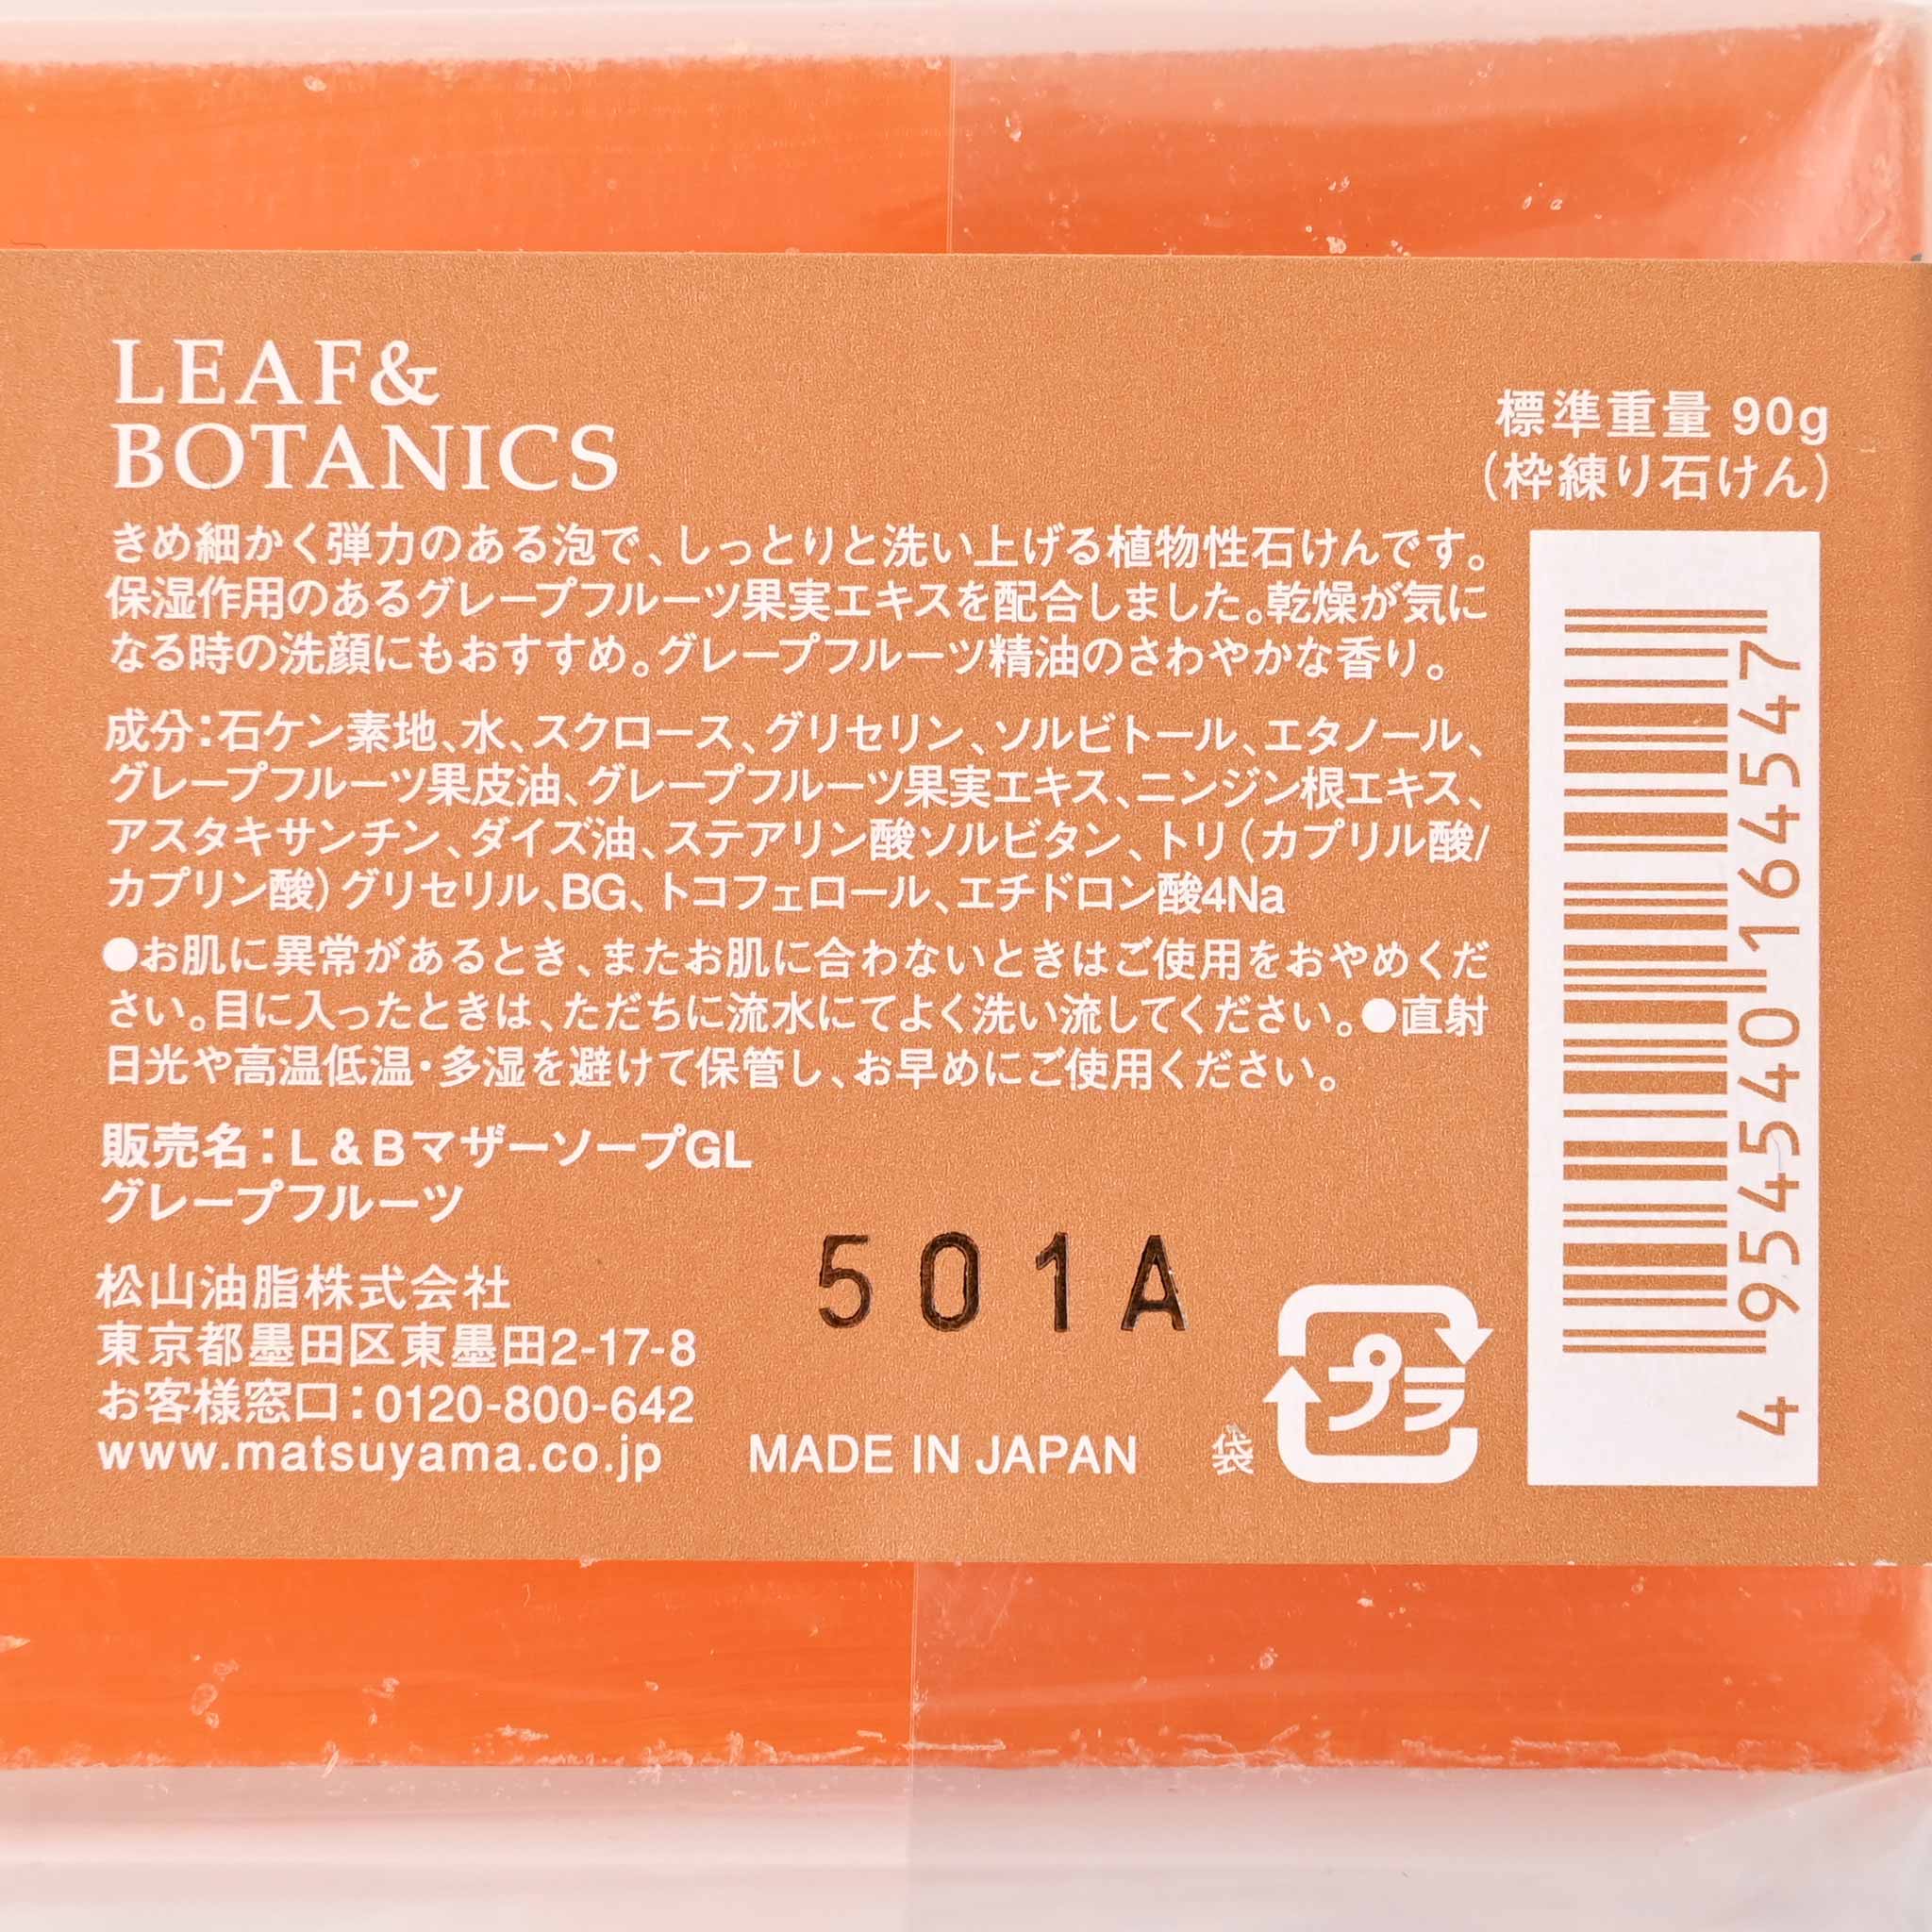 LEAF&
BOTANICS
標準重量 90g
(枠練り石けん)
きめ細かく弾力のある泡で、しっとりと洗い上げる植物性石けんです。
保湿作用のあるグレープフルーツ果実エキスを配合しました。乾燥が気に
なる時の洗顔にもおすすめ。グレープフルーツ精油のさわやかな香り。
成分:石ケン素地、水、スクロース、グリセリン、ソルビトール、エタノール、
グレープフルーツ果皮油、グレープフルーツ果実エキス、ニンジン根エキス、
アスタキサンチン、ダイズ油、ステアリン酸ソルビタン、トリ(カプリル酸/
カプリン酸)グリセリル、BG、トコフェロール、エチドロン酸4Na
●お肌に異常があるとき、またお肌に合わないときはご使用をおやめくだ
さい。目に入ったときは、ただちに流水にてよく洗い流してください。●直射
日光や高温低温・多湿を避けて保管し、お早めにご使用ください。
販売名:L&BマザーソープGL
グレープフルーツ
松山油脂株式会社
東京都墨田区東墨田2-17-8
お客様窓口:0120-800-642
www.matsuyama.co.jp
501A
MADE IN JAPAN
袋
プラ
4 954540 164547